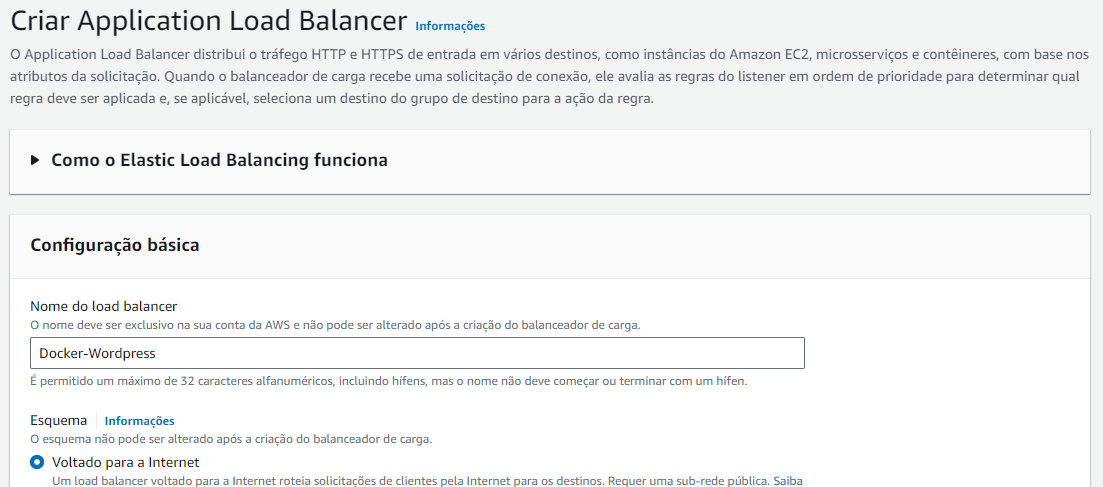 Criar Application Load Balancer Informações
O Application Load Balancer distribui o tráfego HTTP e HTTPS de entrada em vários destinos, como instâncias do Amazon EC2, microsserviços e contêineres, com base nos
atributos da solicitação. Quando o balanceador de carga recebe uma solicitação de conexão, ele avalia as regras do listener em ordem de prioridade para determinar qual
regra deve ser aplicada e, se aplicável, seleciona um destino do grupo de destino para a ação da regra.
Como o Elastic Load Balancing funciona
Configuração básica
Nome do load balancer
O nome deve ser exclusivo na sua conta da AWS e não pode ser alterado após a criação do balanceador de carga.
Docker-Wordpress
É permitido um máximo de 32 caracteres alfanuméricos, incluindo hífens, mas o nome não deve começar ou terminar com um hífen.
Esquema Informações
O esquema não pode ser alterado após a criação do balanceador de carga.
Voltado para a Internet
Um load balancer voltado para a Internet roteia solicitações de clientes pela Internet para os destinos. Requer uma sub-rede pública. Saiba